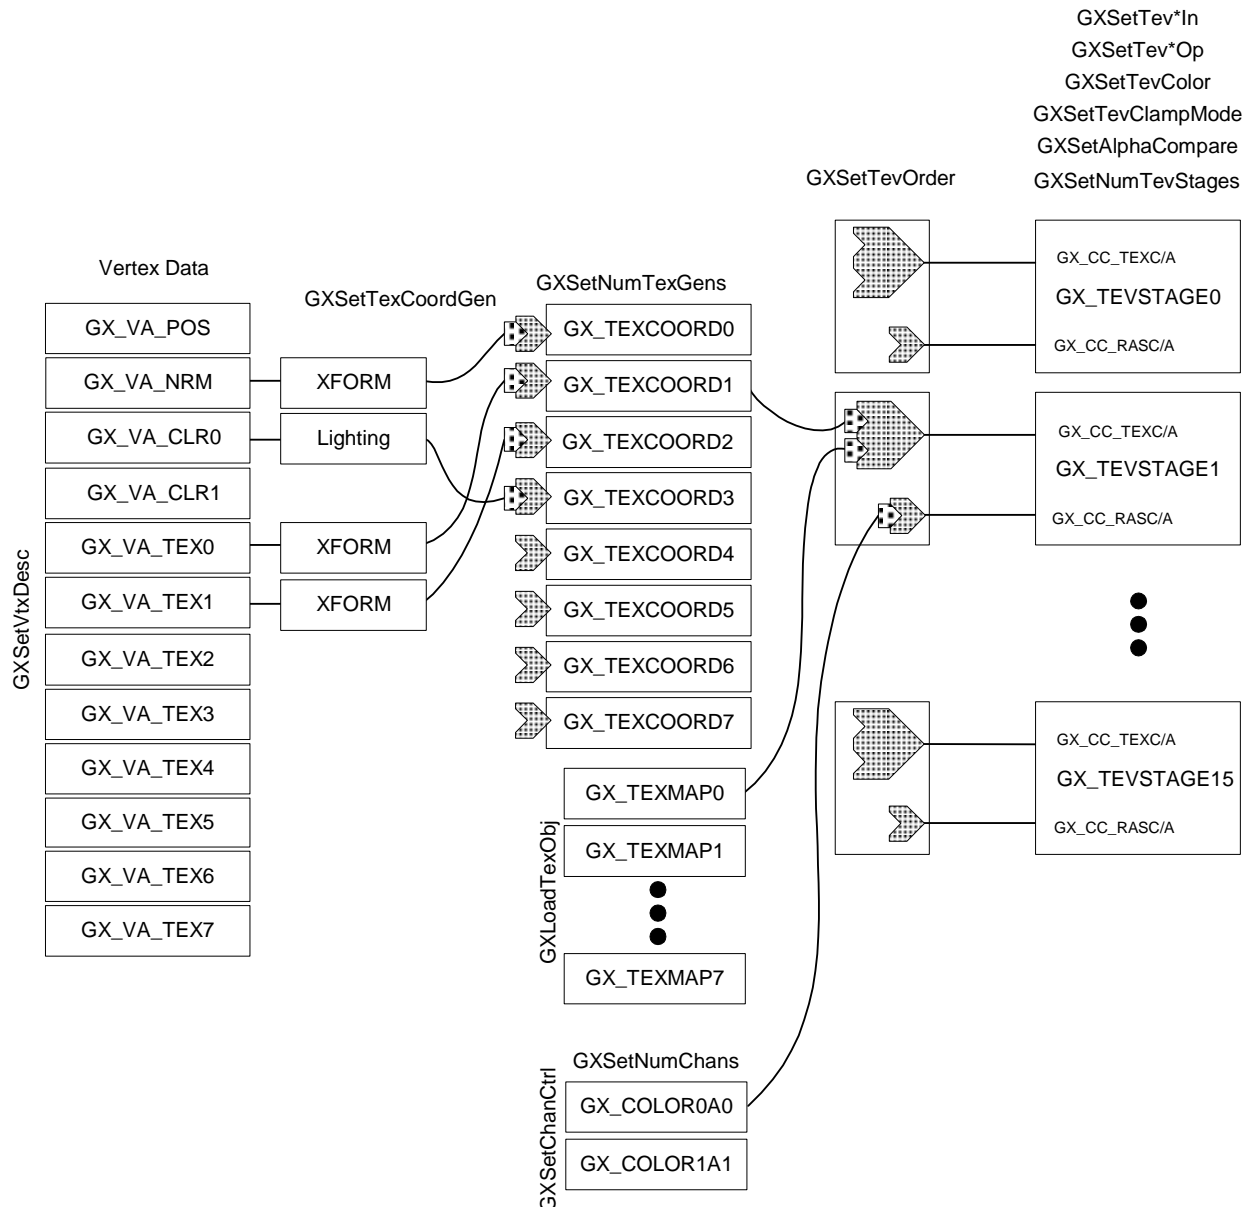 GXSetTev*In
GXSetTev*Op
GXSetTevColor
GXSetTevClampMode
GXSetAlphaCompare
GXSetNumTevStages
GXSetTevOrder
GX_CC_TEXC/A
GX_TEVSTAGE0
GX_CC_RASC/A
GX_CC_TEXC/A
GX_TEVSTAGE1
GX_CC_RASC/A
GX_CC_TEXC/A
GX_TEVSTAGE15
GX_CC_RASC/A
Vertex Data
GXSetVtxDesc
GX_VA_POS
GX_VA_NRM
GX_VA_CLR0
GX_VA_CLR1
GX_VA_TEX0
GX_VA_TEX1
GX_VA_TEX2
GX_VA_TEX3
GX_VA_TEX4
GX_VA_TEX5
GX_VA_TEX6
GX_VA_TEX7
GXSetTexCoordGen
XFORM
Lighting
XFORM
XFORM
GXSetNumTexGens
GX_TEXCOORD0
GX_TEXCOORD1
GX_TEXCOORD2
GX_TEXCOORD3
GX_TEXCOORD4
GX_TEXCOORD5
GX_TEXCOORD6
GX_TEXCOORD7
GXLoadTexObj
GX_TEXMAP0
GX_TEXMAP1
GX_TEXMAP7
GXSetNumChans
GXSetChanCtrl
GX_COLOR0A0
GX_COLOR1A1